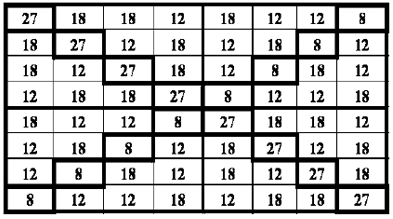 27 18 18 12 18 12 12 8
18 27 12 18 12 18 8 12
18 12 27 18 12 8 18 12
12 18 18 27 8 12 12 18
18 12 12 8 27 18 18 12
12 18 8 12 18 27 12 18
12 8 18 12 18 12 27 18
8 12 12 18 12 18 18 27